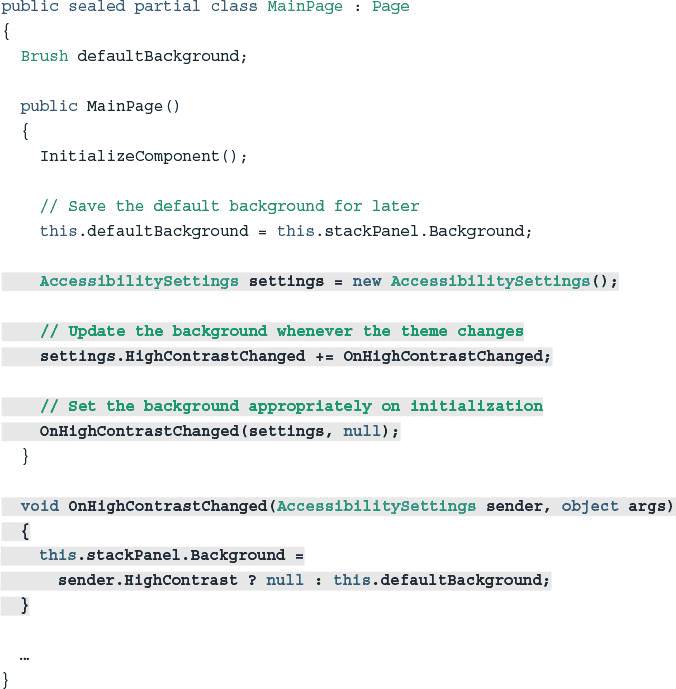 public sealed partial class MainPage : Page
{
  Brush defaultBackground;

  public MainPage()
  {
    InitializeComponent();

    // Save the default background for later
    this.defaultBackground = this.stackPanel.Background;

    AccessibilitySettings settings = new AccessibilitySettings();

    // Update the background whenever the theme changes
    settings.HighContrastChanged += OnHighContrastChanged;

    // Set the background appropriately on initialization
    OnHighContrastChanged(settings, null);
  }

  void OnHighContrastChanged(AccessibilitySettings sender, object args)
  {
    this.stackPanel.Background =
      sender.HighContrast ? null : this.defaultBackground;
  }

  …
}